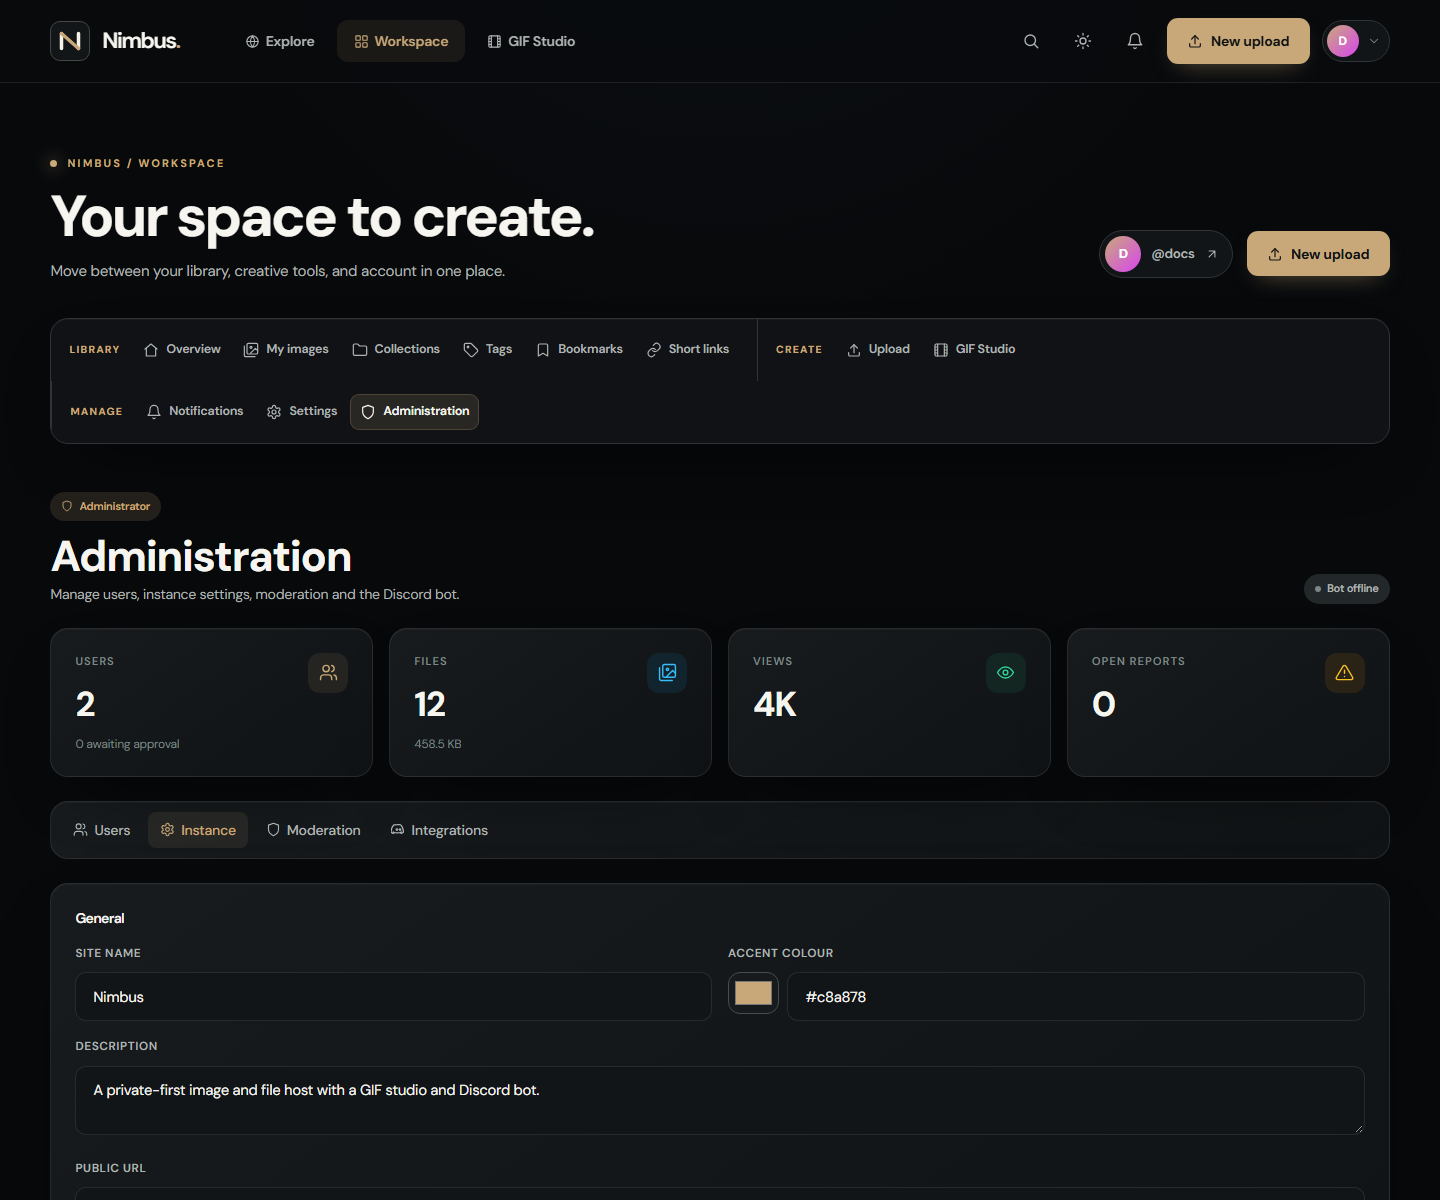 Nimbus.
Explore
Workspace
GIF Studio
New upload
D
NIMBUS / WORKSPACE
Your space to create.
Move between your library, creative tools, and account in one place.
D
@docs
New upload
LIBRARY
Overview
My images
Collections
Tags
Bookmarks
Short links
CREATE
Upload
GIF Studio
MANAGE
Notifications
Settings
Administration
Administrator
Administration
Manage users, instance settings, moderation and the Discord bot.
Bot offline
USERS
2
0 awaiting approval
FILES
12
458.5 KB
VIEWS
4K
OPEN REPORTS
0
Users
Instance
Moderation
Integrations
General
SITE NAME
Nimbus
ACCENT COLOUR
#c8a878
DESCRIPTION
A private-first image and file host with a GIF studio and Discord bot.
PUBLIC URL